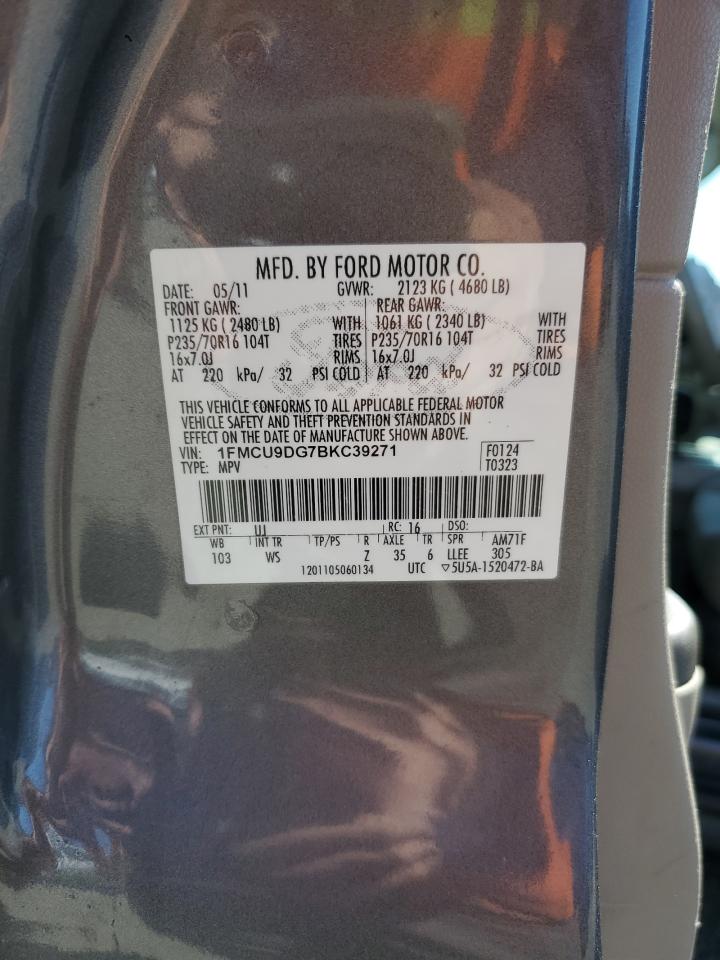 MFD. BY FORD MOTOR CO.
DATE: 05/11 GVWR: 2123 KG ( 4680 LB)
FRONT GAWR: REAR GAWR:
1125 KG ( 2480 LB) WITH 1061 KG ( 2340 LB) WITH
P235/70R16 104T TIRES P235/70R16 104T TIRES
16x7.0J RIMS 16x7.0J RIMS
AT 220 kPa/ 32 PSI COLD AT 220 kPa/ 32 PSI COLD
THIS VEHICLE CONFORMS TO ALL APPLICABLE FEDERAL MOTOR
VEHICLE SAFETY AND THEFT PREVENTION STANDARDS IN
EFFECT ON THE DATE OF MANUFACTURE SHOWN ABOVE.
VIN: 1FMCU9DG7BKC39271 F0124
TYPE: MPV T0323
EXT PNT: UJ RC: 16 DSO:
WB INT TR TP/PS R AXLE TR SPR AM71F
103 WS Z 35 6 LLEE 305
1201105060134 UTC ▽5U5A-1520472-BA